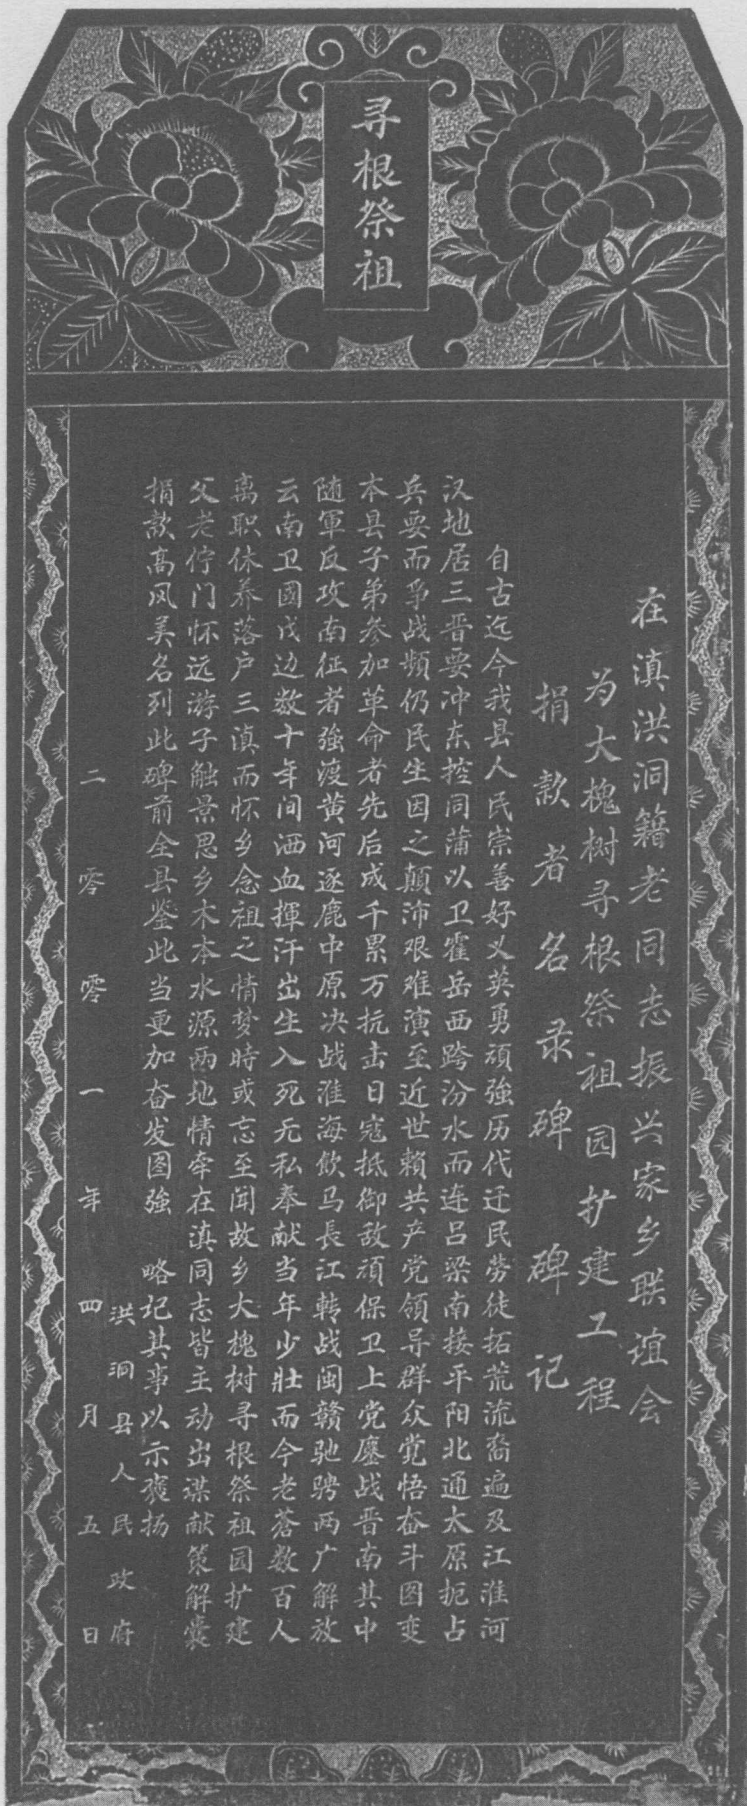 寻根祭祖
在滇洪洞籍老同志振兴家乡联谊会
为大槐树寻根祭祖园扩建工程
捐款者名录碑碑记
自古迄今我县人民崇善好义英勇頑強历代迁民劳徒拓荒流裔遍及江淮河
汉地居三晋要冲东控同蒲以卫霍岳西跨汾水而连吕梁南接平阳北通太原扼占
兵要而争战频仍民生因之颠沛艰难演至近世賴共产党领导群众觉悟奋斗图变
本县子弟参加革命者先后成千累万抗击日寇抵御敌頑保卫上党鏖战晋南其中
随軍反攻南征者強渡黄河逐鹿中原决战淮海飲马長江轉战闽赣驰骋两广解放
云南卫國戍边数十年间洒血揮汗出生入死无私奉献当年少壮而今老苍数百人
离职休养落户三滇而怀乡念祖之情梦時或忘至闻故乡大槐树寻根祭祖园扩建
父老佇门怀远游子触景思乡木本水源两地情牵在滇同志皆主动出谋献策解囊
捐款高风美名列此碑前全县鉴此当更加奋发图強　略记其事以示褒扬
洪洞县人民政府
二零零一年四月五日